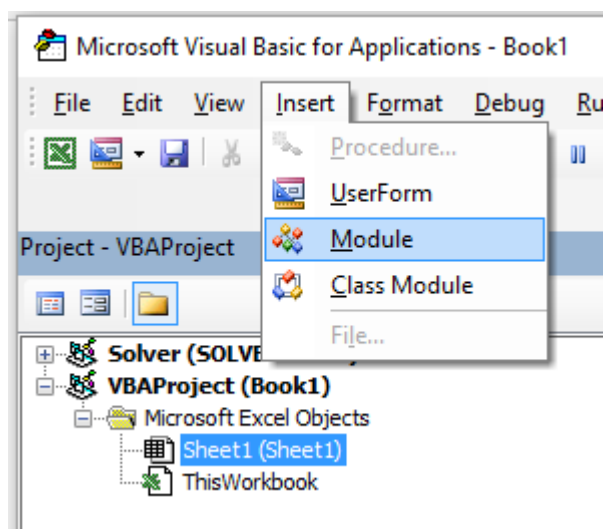 Microsoft Visual Basic for Applications - Book1
File Edit View Insert Format Debug
Procedure...
UserForm
Project - VBAProject
Module
Class Module
File...
Solver
VBAProject (Book1)
Microsoft Excel Objects
Sheet1 (Sheet1)
ThisWorkbook